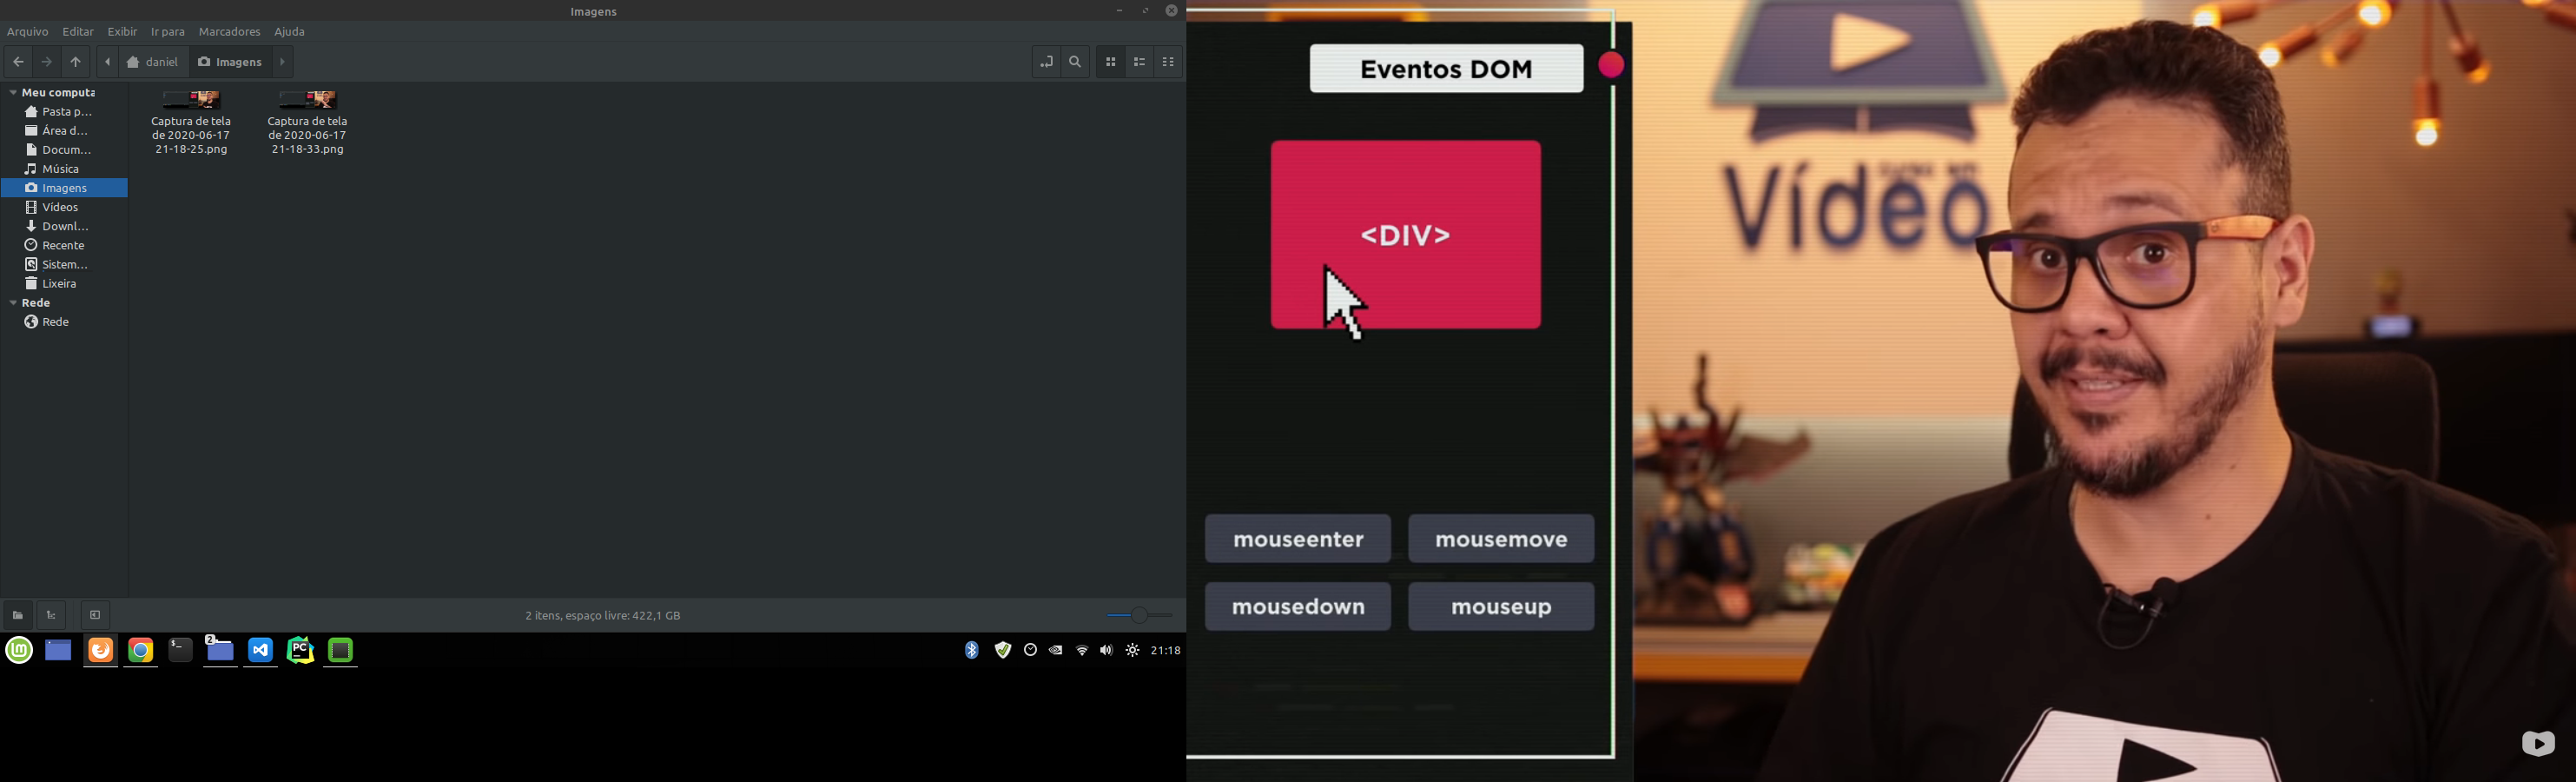 Imagens
Arquivo Editar Exibir Ir para Marcadores Ajuda
daniel Imagens
Meu computa
Pasta p...
Área d...
Docum...
Música
Imagens
Vídeos
Downl...
Recente
Sistem...
Lixeira
Rede
Rede
Captura de tela
de 2020-06-17
21-18-25.png
Captura de tela
de 2020-06-17
21-18-33.png
2 itens, espaço livre: 422,1 GB
2
$_
PC
21:18
Eventos DOM
<DIV>
mouseenter mousemove
mousedown mouseup
Vídeo